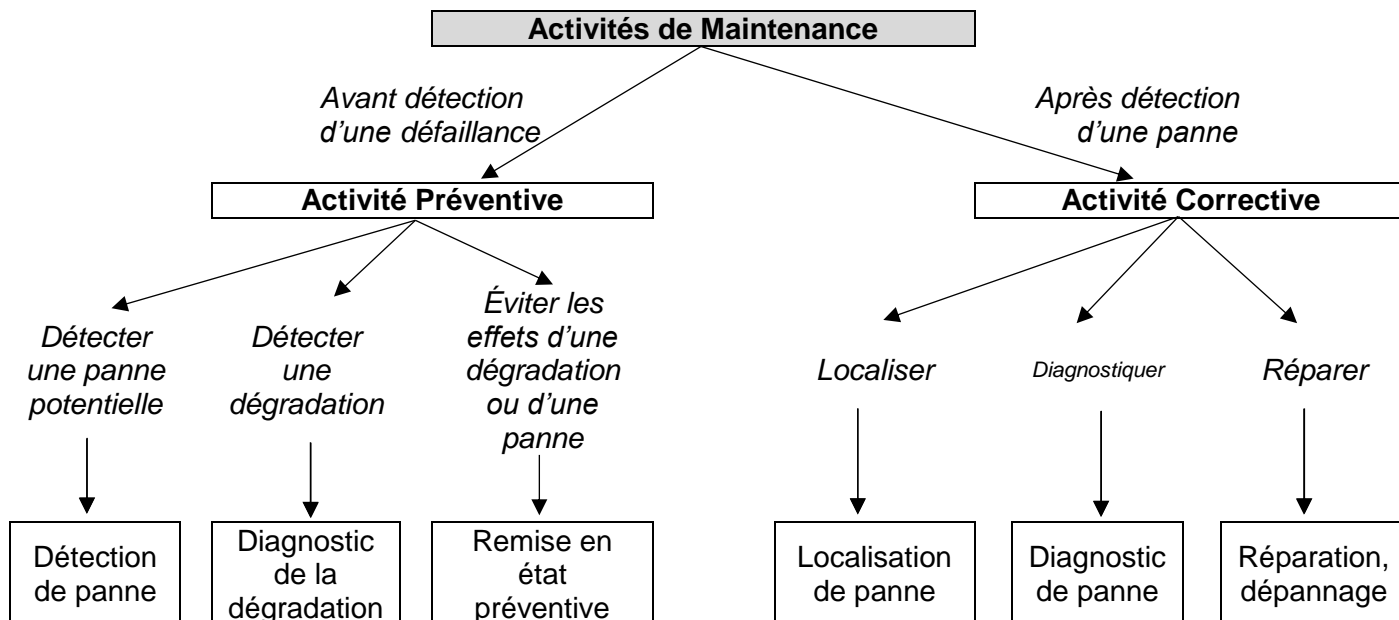 Activités de Maintenance
Avant détection
d’une défaillance
Après détection
d’une panne
Activité Préventive
Activité Corrective
Détecter
une panne
potentielle
Détecter
une
dégradation
Éviter les
effets d’une
dégradation
ou d’une
panne
Localiser
Diagnostiquer
Réparer
Détection
de panne
Diagnostic
de la
dégradation
Remise en
état
préventive
Localisation
de panne
Diagnostic
de panne
Réparation,
dépannage